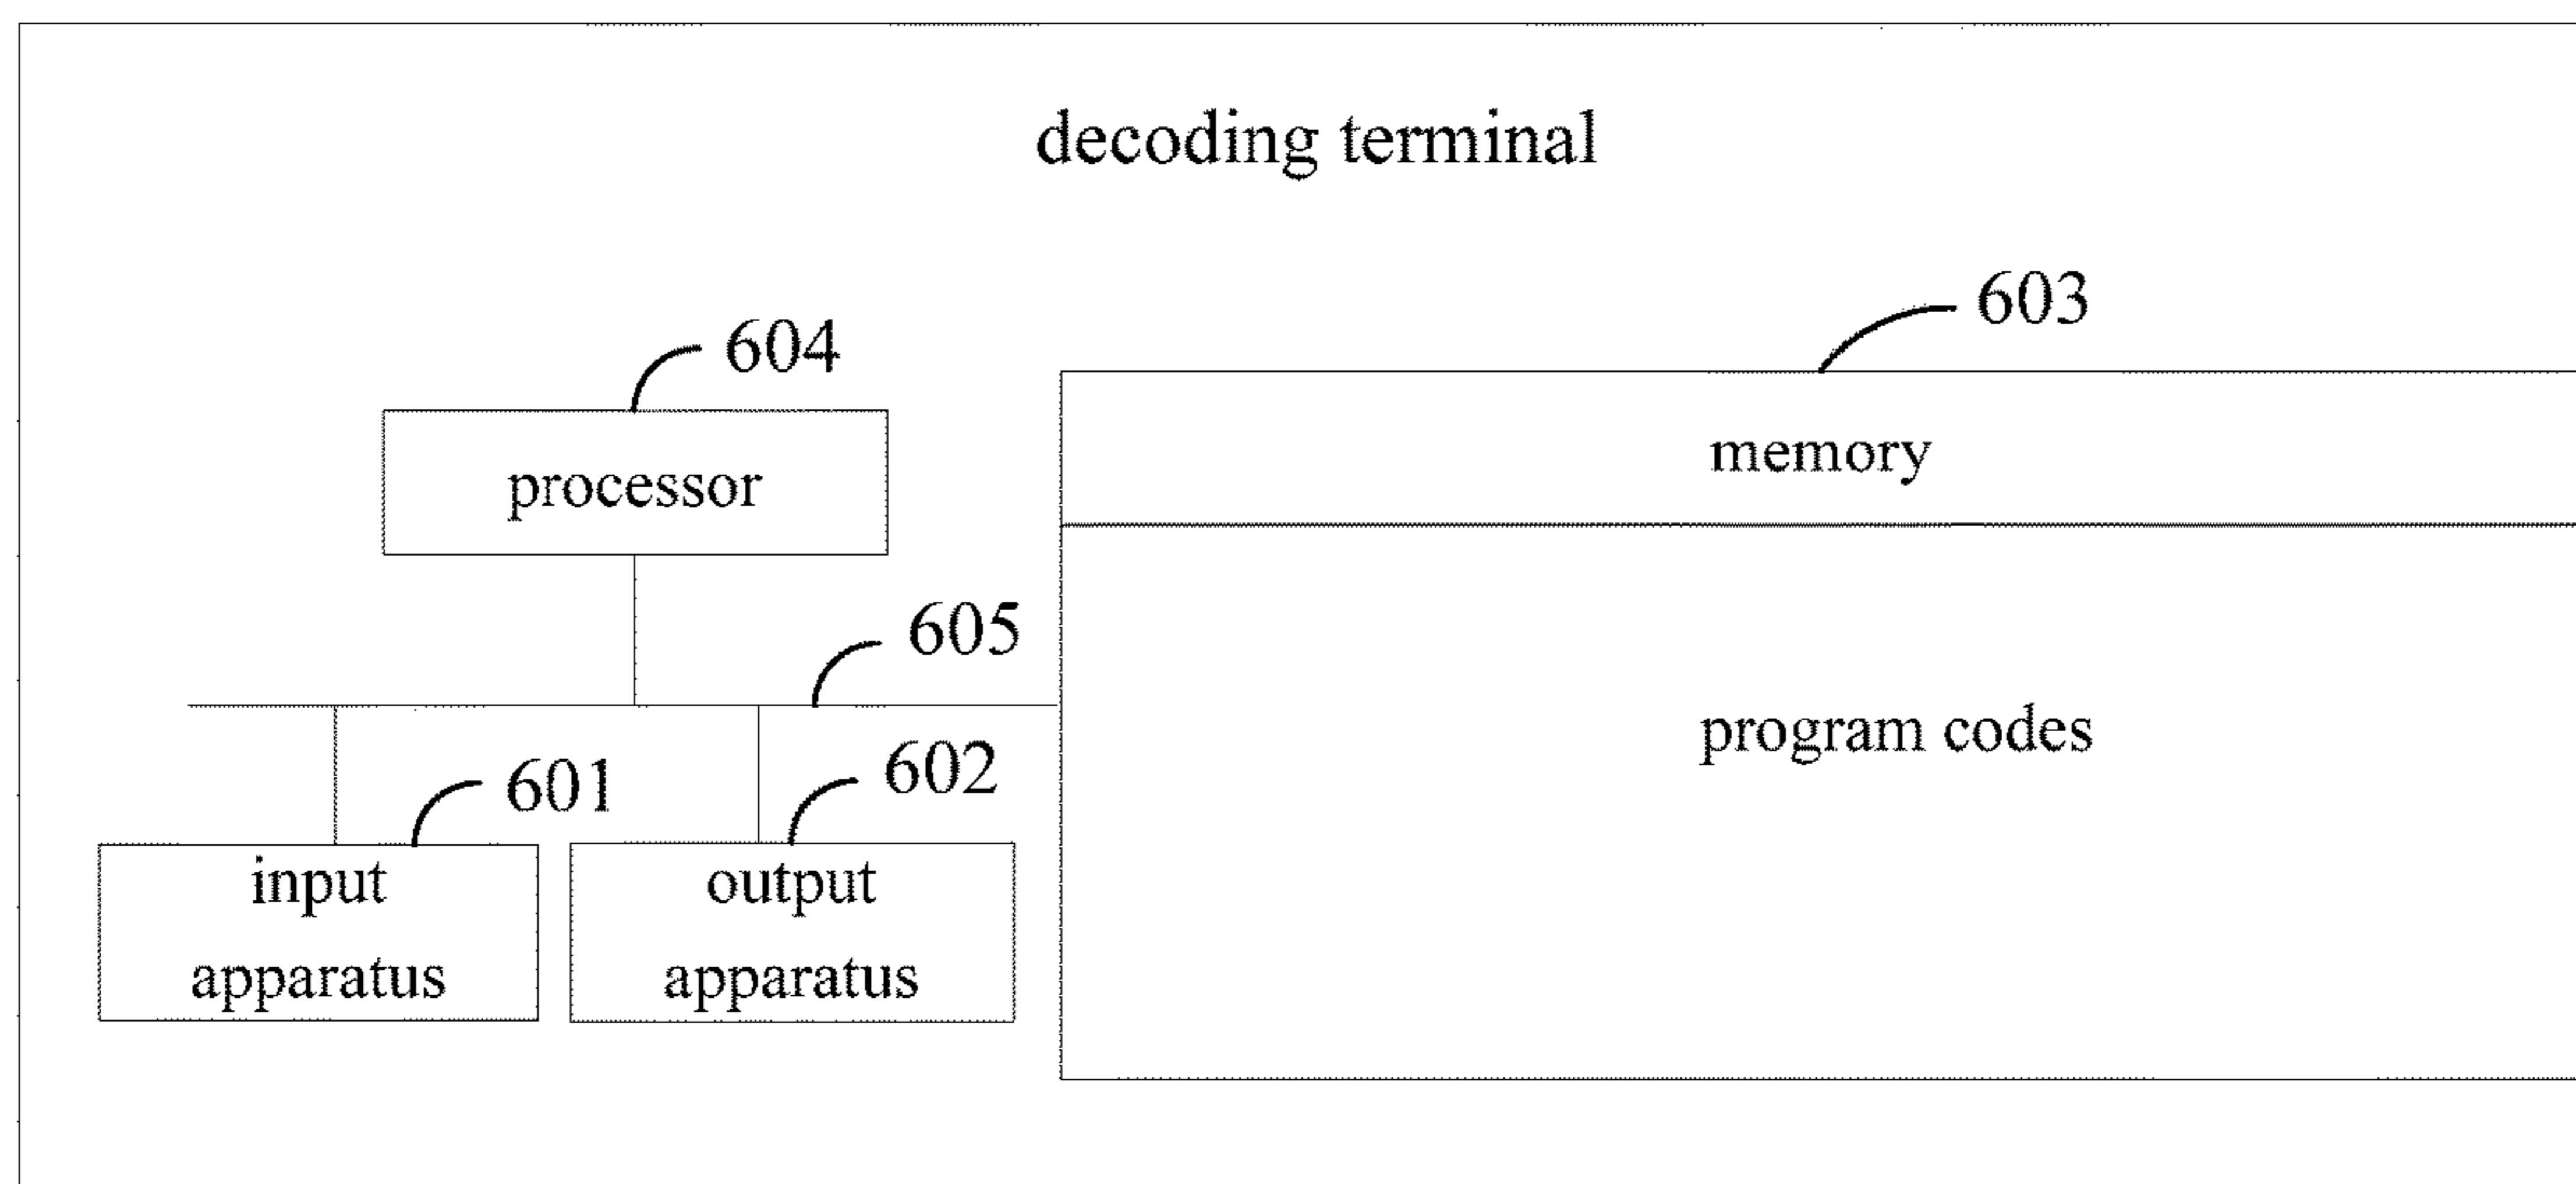 decoding terminal
603
604
memory
processor
605
program codes
601
602
input
apparatus
output
apparatus